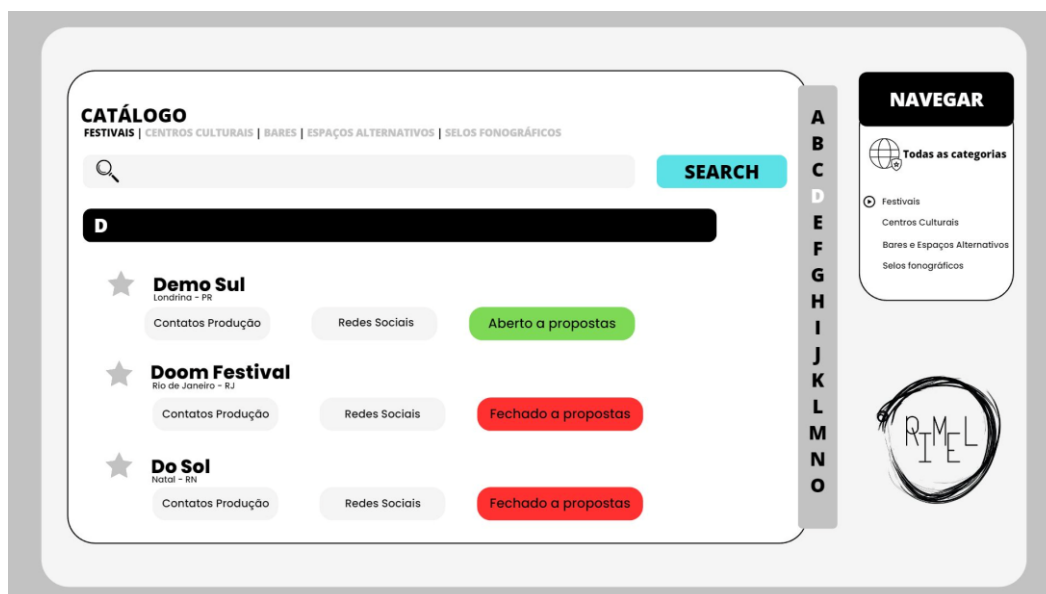 CATÁLOGO
FESTIVAIS | CENTROS CULTURAIS | BARES | ESPAÇOS ALTERNATIVOS | SELOS FONOGRÁFICOS
SEARCH
D
Demo Sul
Londrina - PR
Contatos Produção
Redes Sociais
Aberto a propostas
Doom Festival
Rio de Janeiro - RJ
Contatos Produção
Redes Sociais
Fechado a propostas
Do Sol
Natal - RN
Contatos Produção
Redes Sociais
Fechado a propostas
A
B
C
D
E
F
G
H
I
J
K
L
M
N
O
NAVEGAR
Todas as categorias
Festivais
Centros Culturais
Bares e Espaços Alternativos
Selos fonográficos
RIMEL